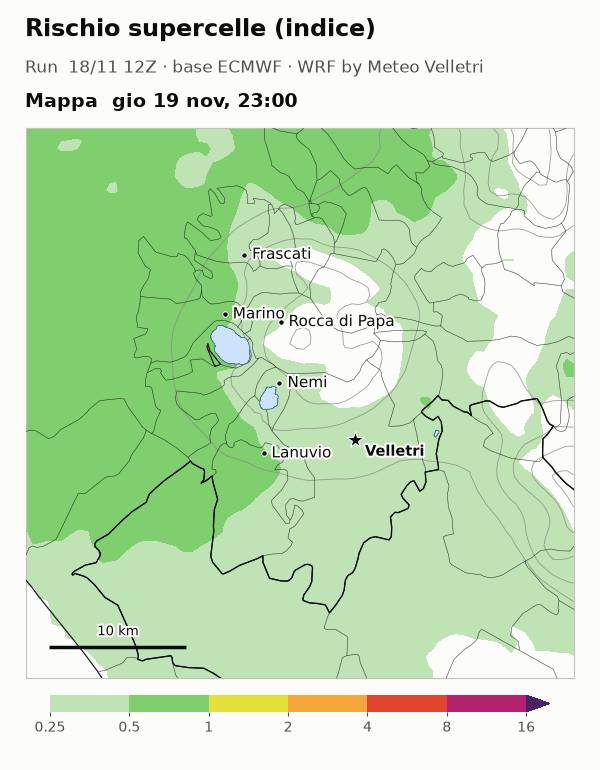 Rischio supercelle (indice)
Run 18/11 12Z · base ECMWF · WRF by Meteo Velletri
Mappa gio 19 nov, 23:00
Frascati
Marino
Rocca di Papa
Nemi
Velletri
Lanuvio
10 km
0.25 0.5 1 2 4 8 16